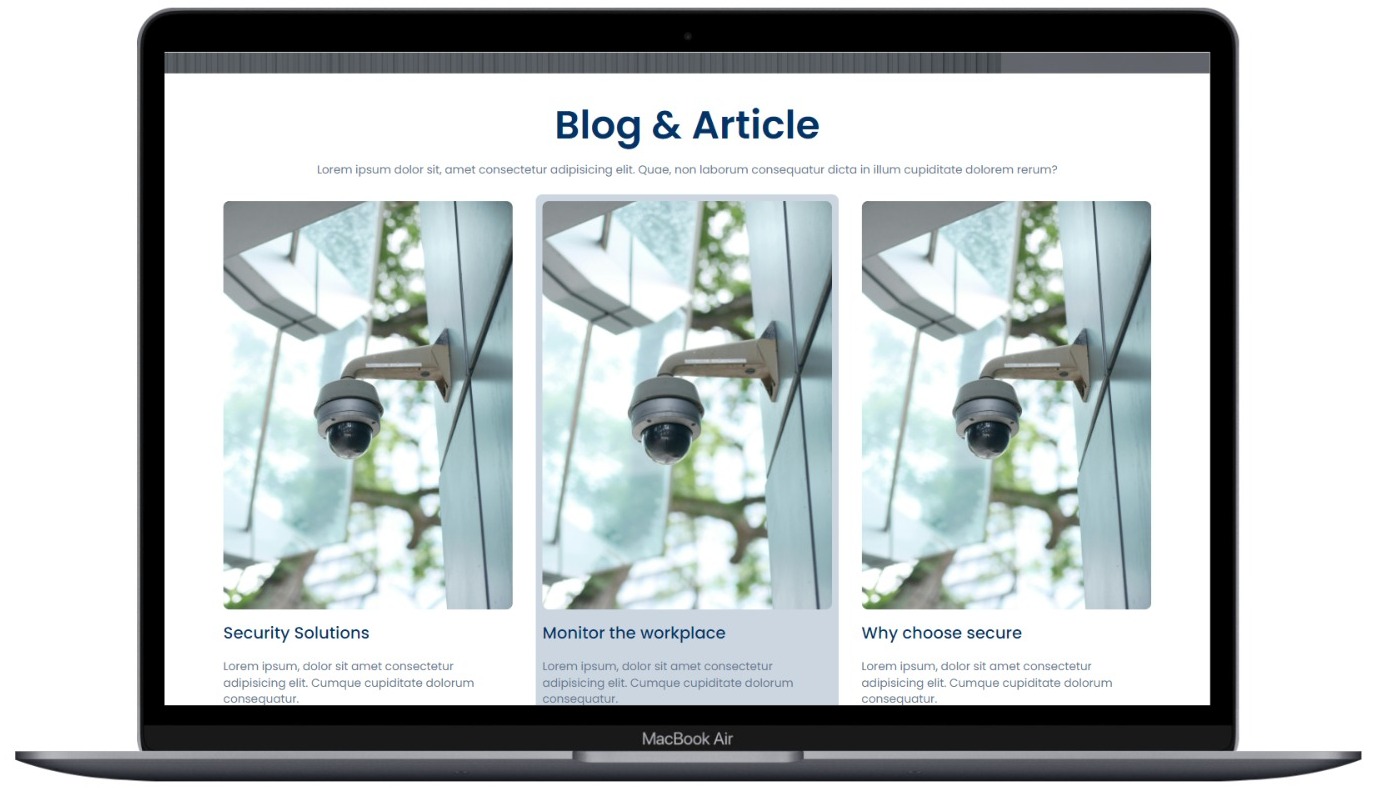 Blog & Article
Lorem ipsum dolor sit, amet consectetur adipisicing elit. Quae, non laborum consequatur dicta in illum cupiditate dolorem rerum?
Security Solutions
Lorem ipsum, dolor sit amet consectetur
adipisicing elit. Cumque cupiditate dolorum
consequatur.
Monitor the workplace
Lorem ipsum, dolor sit amet consectetur
adipisicing elit. Cumque cupiditate dolorum
consequatur.
Why choose secure
Lorem ipsum, dolor sit amet consectetur
adipisicing elit. Cumque cupiditate dolorum
consequatur.
MacBook Air